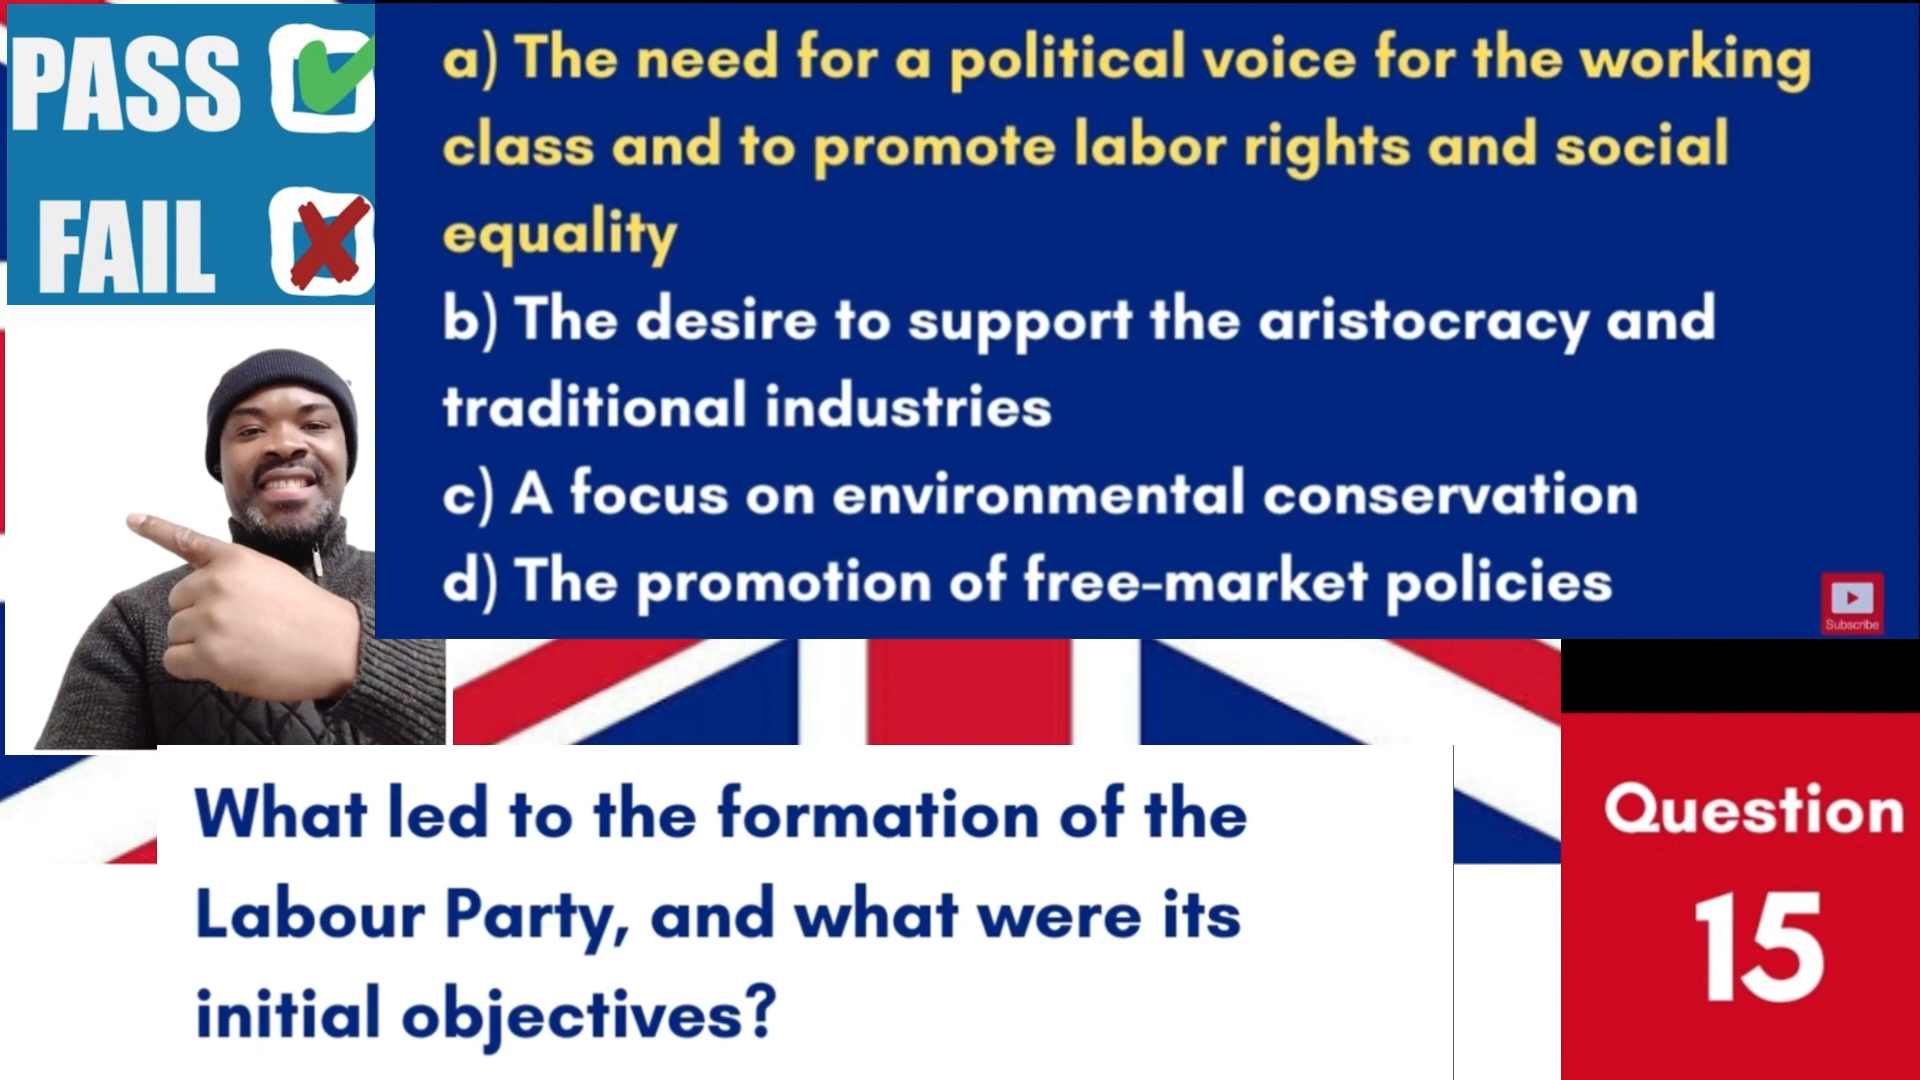 PASS
FAIL
a) The need for a political voice for the working
class and to promote labor rights and social
equality
b) The desire to support the aristocracy and
traditional industries
c) A focus on environmental conservation
d) The promotion of free-market policies
Subscribe
What led to the formation of the
Labour Party, and what were its
initial objectives?
Question
15